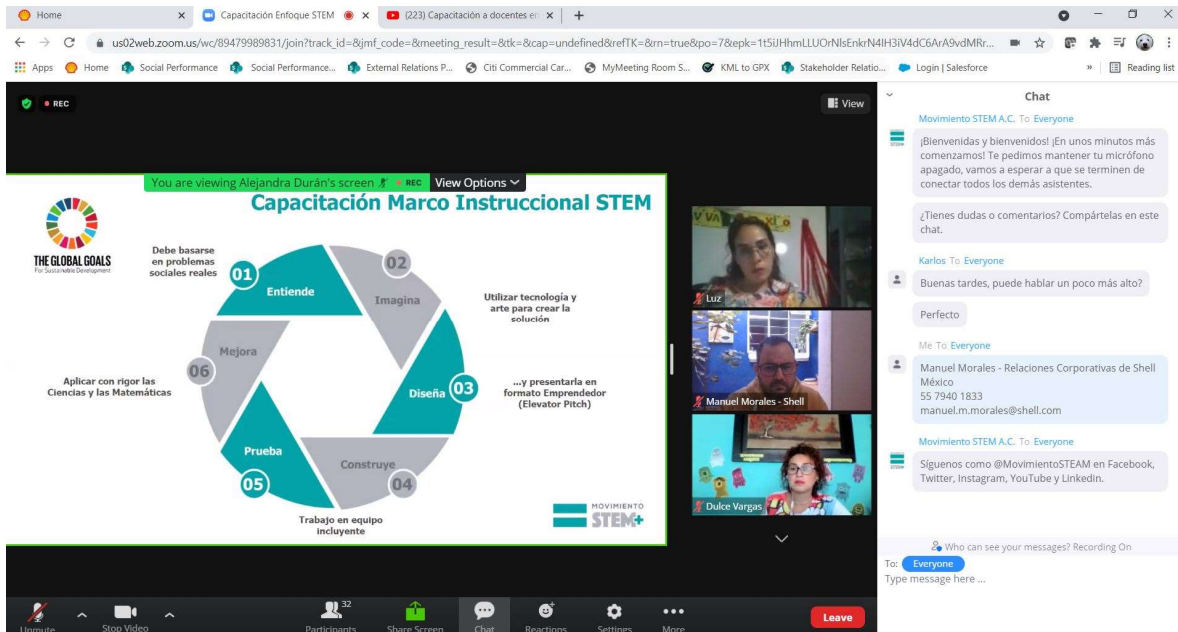 Home
Capacitación Enfoque STEM
(223) Capacitación a docentes en
us02web.zoom.us/wc/89479989831/join?track_id=&jmf_code=&meeting_result=&tk=&cap=undefined&refTK=&rn=true&po=7&epk=
Apps
Home
Social Performance
Social Performance...
External Relations P...
Citi Commercial Car...
MyMeeting Room S...
KML to GPX
Stakeholder Relatio...
Login | Salesforce
»
Reading list
REC
View
You are viewing Alejandra Durán's screen
REC
View Options
THE GLOBAL GOALS
For Sustainable Development
Capacitación Marco Instruccional STEM
Debe basarse
en problemas
sociales reales
01
Entiende
02
Imagina
Utilizar tecnología y
arte para crear la
solución
Diseña
03
...y presentarla en
formato Emprendedor
(Elevator Pitch)
Construye
04
Trabajo en equipo
incluyente
Prueba
05
Mejora
06
Aplicar con rigor las
Ciencias y las Matemáticas
MOVIMIENTO
STEM+
Luz
Manuel Morales - Shell
Dulce Vargas
Chat
Movimiento STEM A.C. To Everyone
¡Bienvenidas y bienvenidos! ¡En unos minutos más
comenzamos! Te pedimos mantener tu micrófono
apagado, vamos a esperar a que se terminen de
conectar todos los demás asistentes.
¿Tienes dudas o comentarios? Compártelas en este
chat.
Karlos To Everyone
Buenas tardes, puede hablar un poco más alto?
Perfecto
Me To Everyone
Manuel Morales - Relaciones Corporativas de Shell
México
55 7940 1833
manuel.m.morales@shell.com
Movimiento STEM A.C. To Everyone
Síguenos como @MovimientoSTEAM en Facebook,
Twitter, Instagram, YouTube y Linkedin.
Who can see your messages? Recording On
To: Everyone
Type message here ...
Unmute
Stop Video
Participants
32
Share Screen
Chat
Reactions
Settings
More
Leave